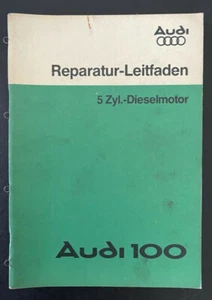 Audi
Reparatur-Leitfaden
5 Zyl.-Dieselmotor
Audi 100